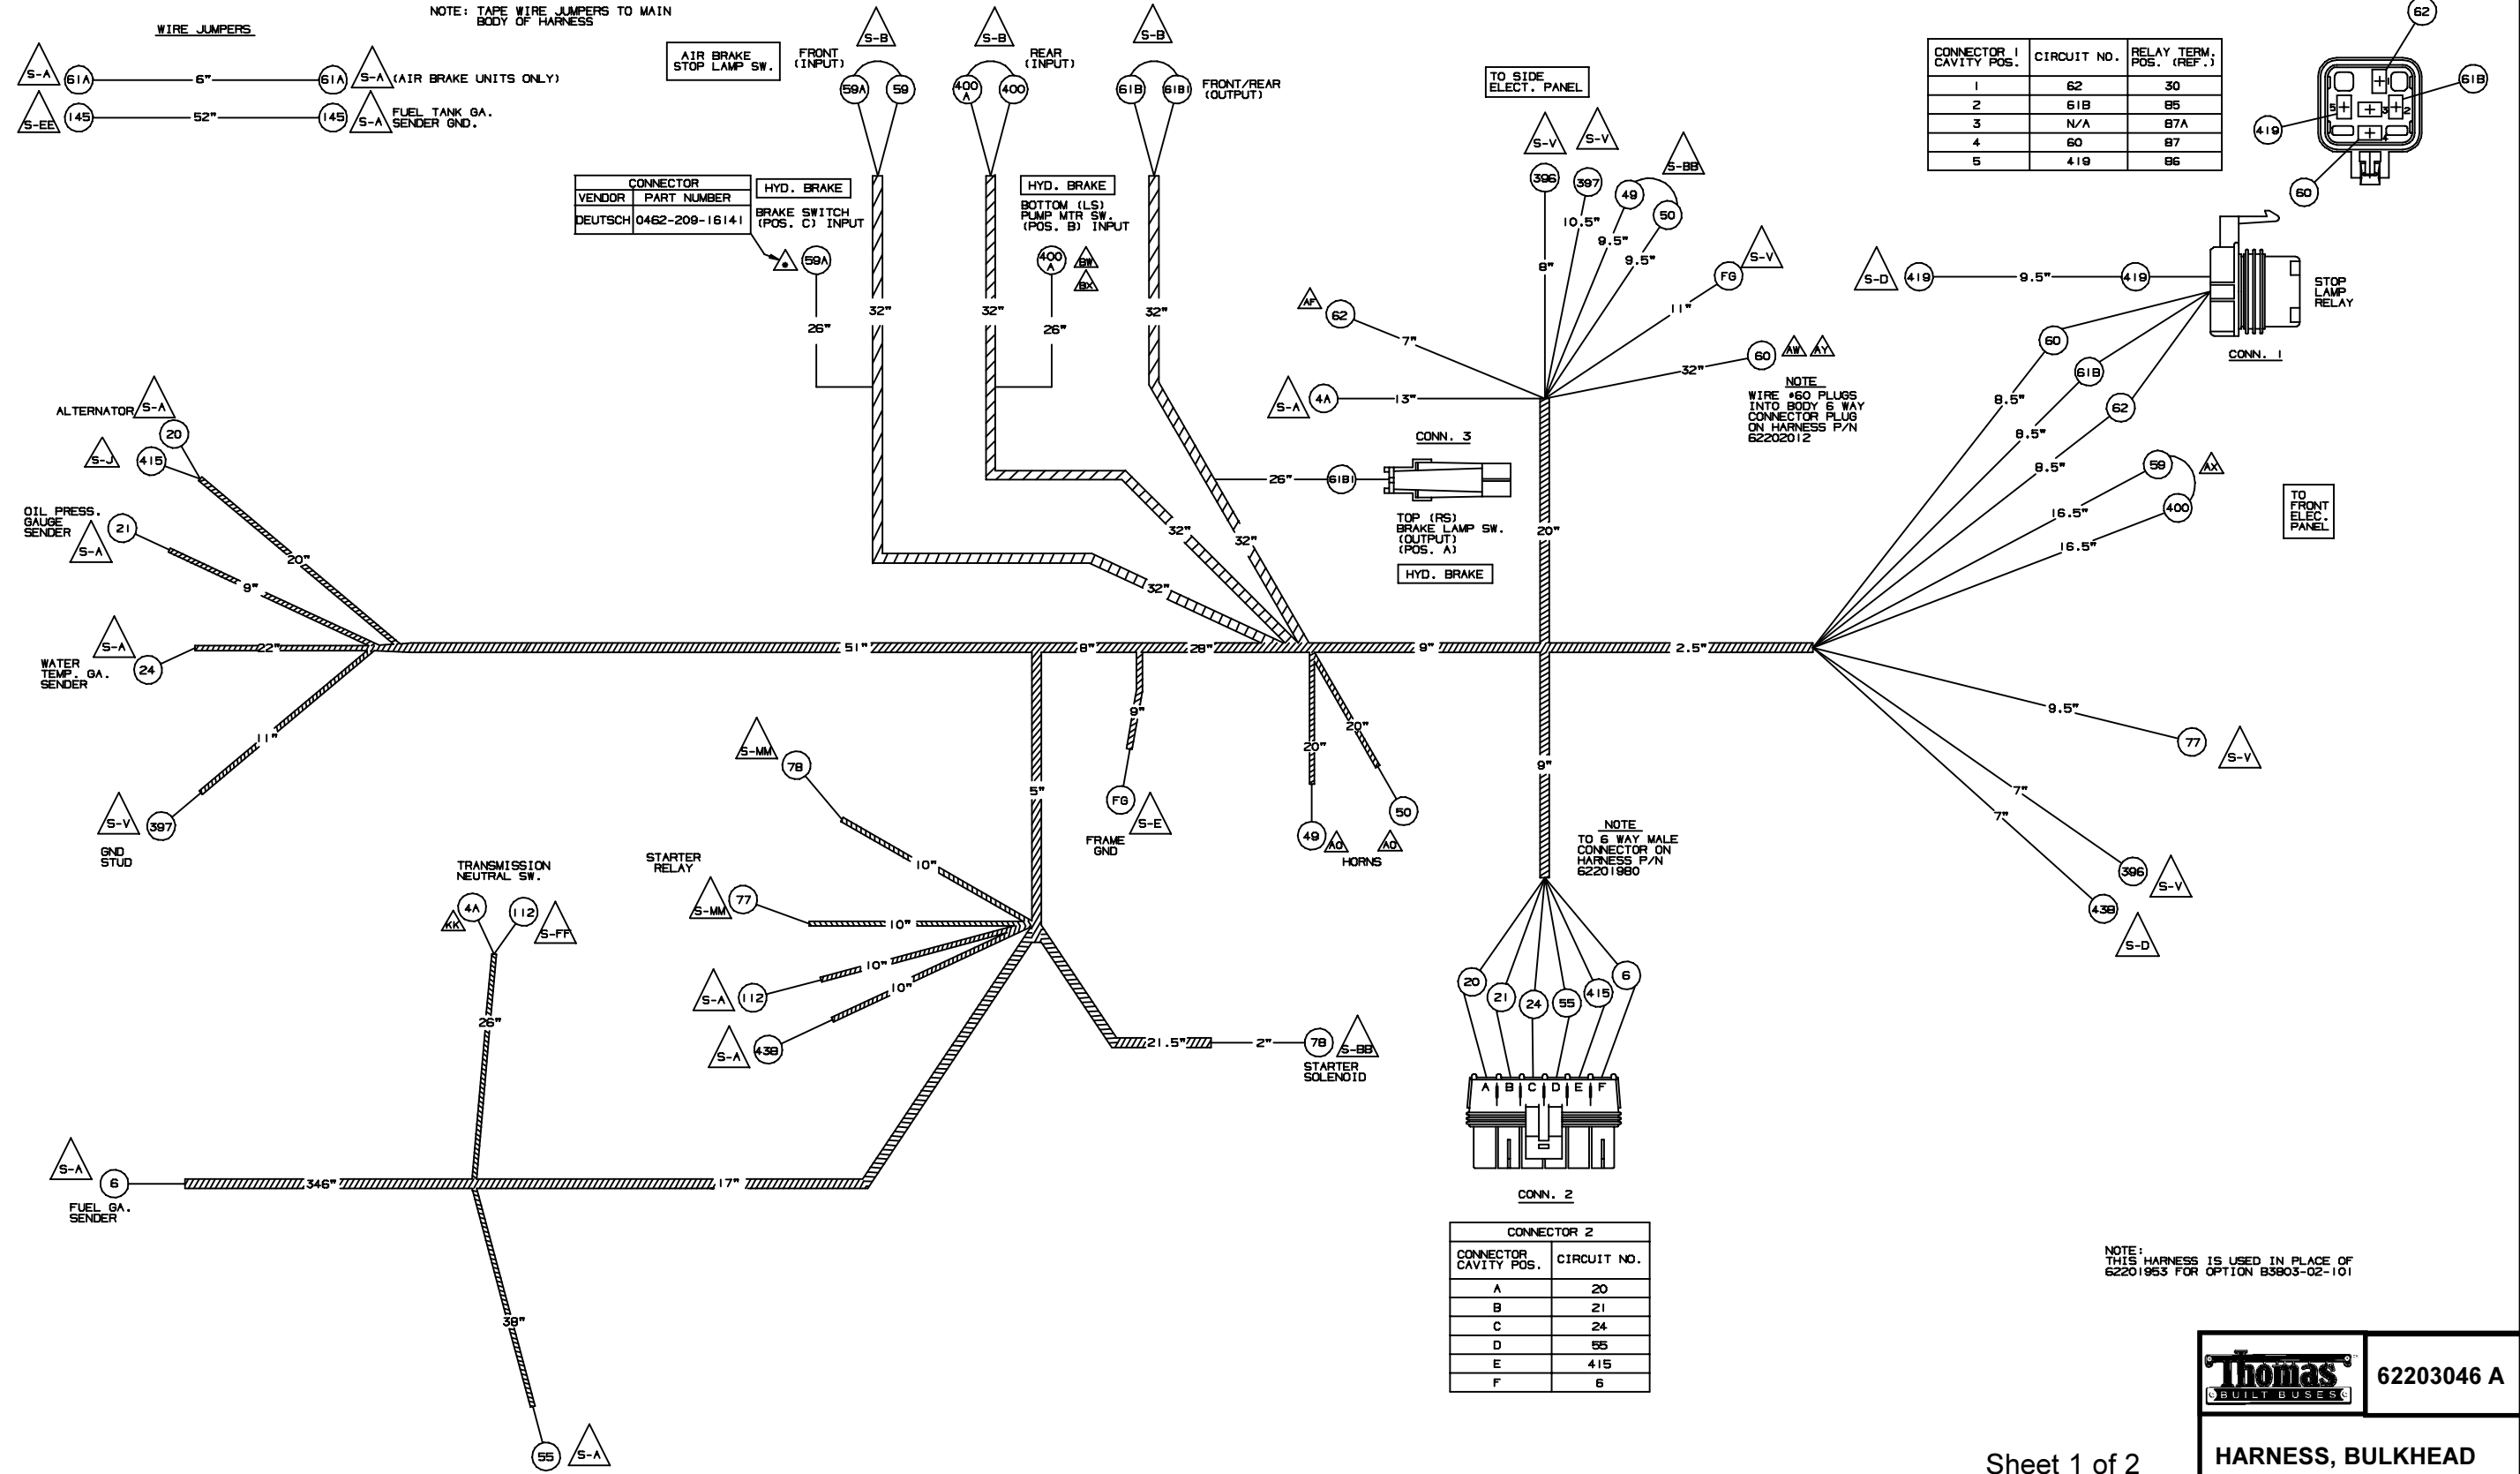 NOTE: TAPE WIRE JUMPERS TO MAIN
BODY OF HARNESS
WIRE JUMPERS
S-A 61A 6" 61A S-A (AIR BRAKE UNITS ONLY)
S-EE 145 52" 145 S-A FUEL TANK GA.
SENDER GND.
AIR BRAKE
STOP LAMP SW.
FRONT
(INPUT)
S-B
59A 59
S-B
REAR
(INPUT)
400
A
400
S-B
61B 61B1
FRONT/REAR
(OUTPUT)
CONNECTOR
VENDOR PART NUMBER
DEUTSCH 0462-209-16141
HYD. BRAKE
BRAKE SWITCH
(POS. C) INPUT
* 59A
26"
32"
HYD. BRAKE
BOTTOM (LS)
PUMP MTR SW.
(POS. B) INPUT
400
A
BW
BX
32"
26"
32"
TO SIDE
ELECT. PANEL
S-V S-V S-BB
396 397 49 50
8" 10.5" 9.5" 9.5"
S-V
FG
11"
AF 62
7"
32"
60 AW AY
S-A 4A 13"
NOTE
WIRE #60 PLUGS
INTO BODY 6 WAY
CONNECTOR PLUG
ON HARNESS P/N
62202012
CONNECTOR 1
CAVITY POS. CIRCUIT NO. RELAY TERM.
POS. (REF.)
1 62 30
2 61B 85
3 N/A 87A
4 60 87
5 419 86
62
61B
419
60
1
5 3 2
4
S-D 419 9.5" 419
STOP
LAMP
RELAY
CONN. 1
60
61B
62
8.5"
8.5"
8.5"
59 AX
400
16.5"
16.5"
TO
FRONT
ELEC.
PANEL
CONN. 3
26" 61B1
TOP (RS)
BRAKE LAMP SW.
(OUTPUT)
(POS. A)
HYD. BRAKE
32"
32"
32"
20"
ALTERNATOR S-A
20
S-J 415
OIL PRESS.
GAUGE
SENDER
21
S-A
20"
9"
S-A
22"
WATER
TEMP. GA.
SENDER
24
11"
S-V 397
GND
STUD
51" 8" 28" 9" 2.5"
9"
FG S-E
FRAME
GND
20" 20"
49 AO
50
AO
HORNS
9"
5"
S-MM 78
10"
STARTER
RELAY
S-MM 77
10"
S-A 112
10"
S-A 438
10"
21.5" 2" 78 S-BB
STARTER
SOLENOID
TRANSMISSION
NEUTRAL SW.
KK 4A 112 S-FF
26"
S-A
6 346" 17"
FUEL GA.
SENDER
38"
55 S-A
NOTE
TO 6 WAY MALE
CONNECTOR ON
HARNESS P/N
62201980
20 21 24 55 415 6
A B C D E F
CONN. 2
CONNECTOR 2
CONNECTOR
CAVITY POS. CIRCUIT NO.
A 20
B 21
C 24
D 55
E 415
F 6
9.5"
77 S-V
7"
7"
396 S-V
438
S-D
NOTE:
THIS HARNESS IS USED IN PLACE OF
62201953 FOR OPTION B3803-02-101
Thomas
BUILT BUSES
62203046 A
HARNESS, BULKHEAD
Sheet 1 of 2